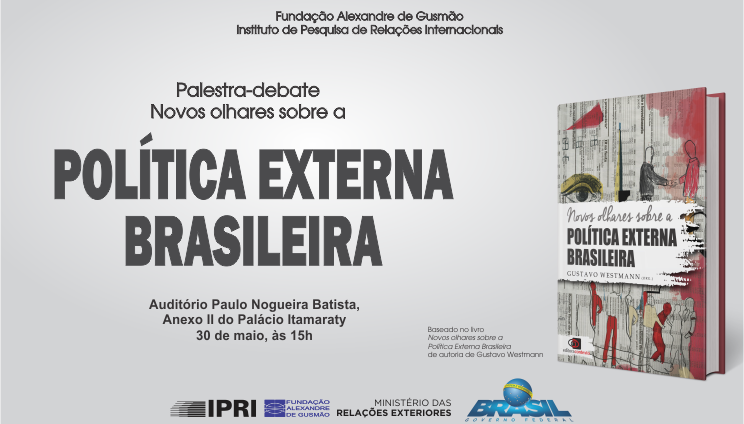 Fundação Alexandre de Gusmão
Instituto de Pesquisa de Relações Internacionais
Palestra-debate
Novos olhares sobre a
POLÍTICA EXTERNA
BRASILEIRA
Auditório Paulo Nogueira Batista,
Anexo II do Palácio Itamaraty
30 de maio, às 15h
Novos olhares sobre a
POLÍTICA EXTERNA
BRASILEIRA
GUSTAVO WESTMANN (ORG.)
editoracontexto
Baseado no livro
Novos olhares sobre a
Política Externa Brasileira
de autoria de Gustavo Westmann
IPRI
FUNDAÇÃO
ALEXANDRE
DE GUSMÃO
MINISTÉRIO DAS
RELAÇÕES EXTERIORES
BRASIL
GOVERNO FEDERAL